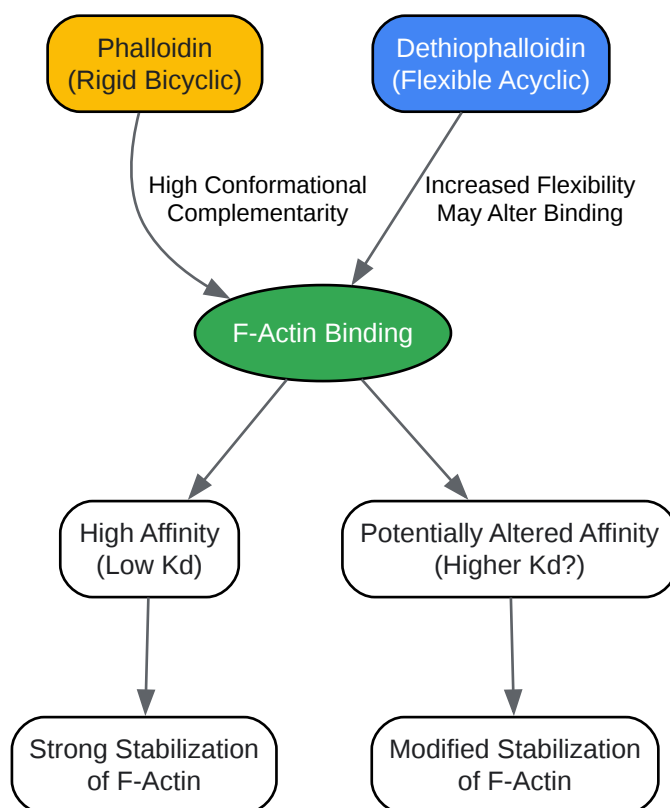 Phalloidin
(Rigid Bicyclic)
Dethiophalloidin
(Flexible Acyclic)
High Conformational
Complementarity
Increased Flexibility
May Alter Binding
F-Actin Binding
High Affinity
(Low Kd)
Potentially Altered Affinity
(Higher Kd?)
Strong Stabilization
of F-Actin
Modified Stabilization
of F-Actin